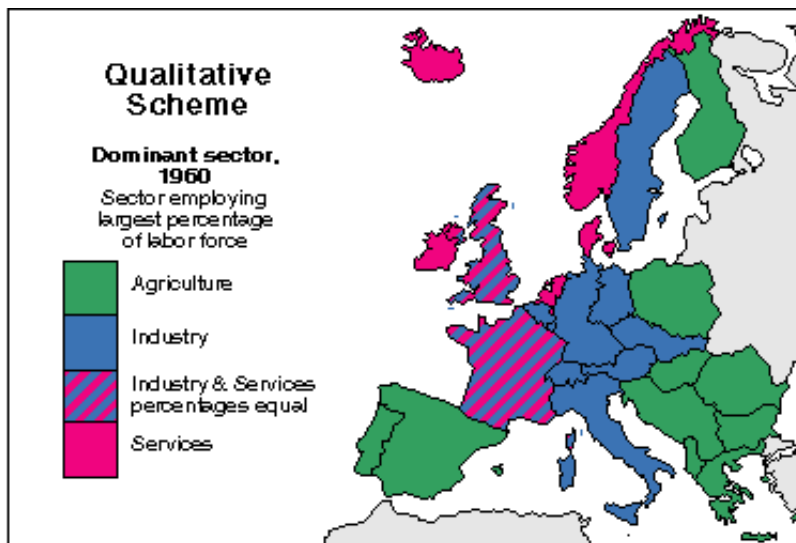 Qualitative
Scheme
Dominant sector,
1960
Sector employing
largest percentage
of labor force
Agriculture
Industry
Industry & Services
percentages equal
Services